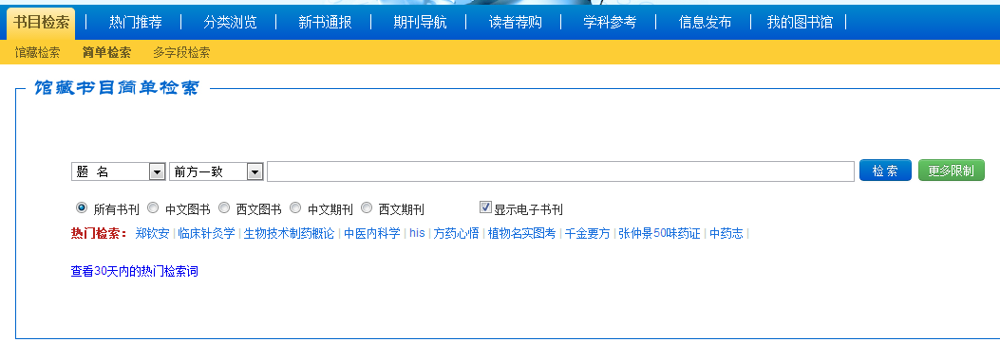 书目检索 热门推荐 分类浏览 新书通报 期刊导航 读者荐购 学科参考 信息发布 我的图书馆
馆藏检索 简单检索 多字段检索
馆藏书目简单检索
题 名 前方一致 检 索 更多限制
所有书刊 中文图书 西文图书 中文期刊 西文期刊 显示电子书刊
热门检索： 郑钦安 | 临床针灸学 | 生物技术制药概论 | 中医内科学 | his | 方药心悟 | 植物名实图考 | 千金要方 | 张仲景50味药证 | 中药志 |
查看30天内的热门检索词